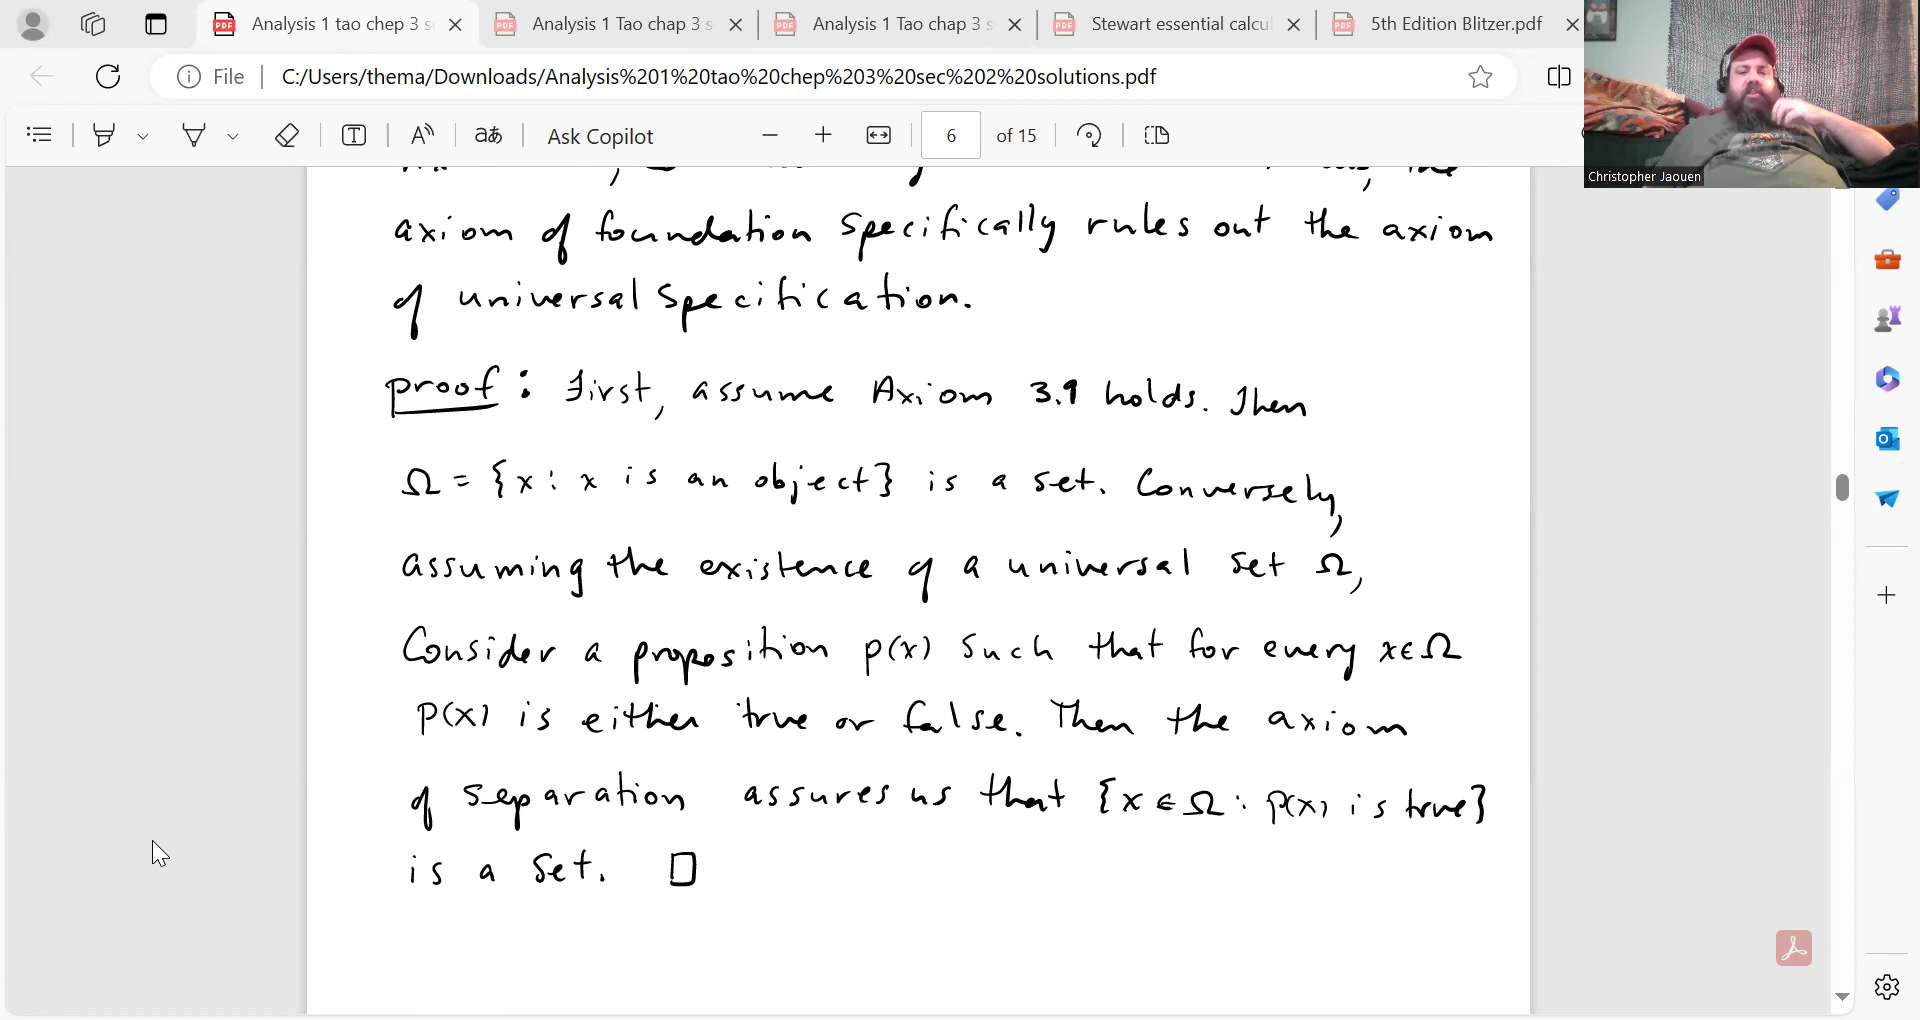 Analysis 1 tao chep 3 s
Analysis 1 Tao chap 3 s
Analysis 1 Tao chap 3 s
Stewart essential calcu
5th Edition Blitzer.pdf
File
C:/Users/thema/Downloads/Analysis%201%20tao%20chep%203%20sec%202%20solutions.pdf
aあ
Ask Copilot
6
of 15
Christopher Jaouen
axiom of foundation specifically rules out the axiom
of universal specification.
proof: First, assume Axiom 3.9 holds. Then
Ω = {x : x is an object} is a set. Conversely,
assuming the existence of a universal set Ω,
Consider a proposition p(x) such that for every x∈Ω
P(x) is either true or false. Then the axiom
of separation assures us that {x ∈ Ω : P(x) is true}
is a set. □